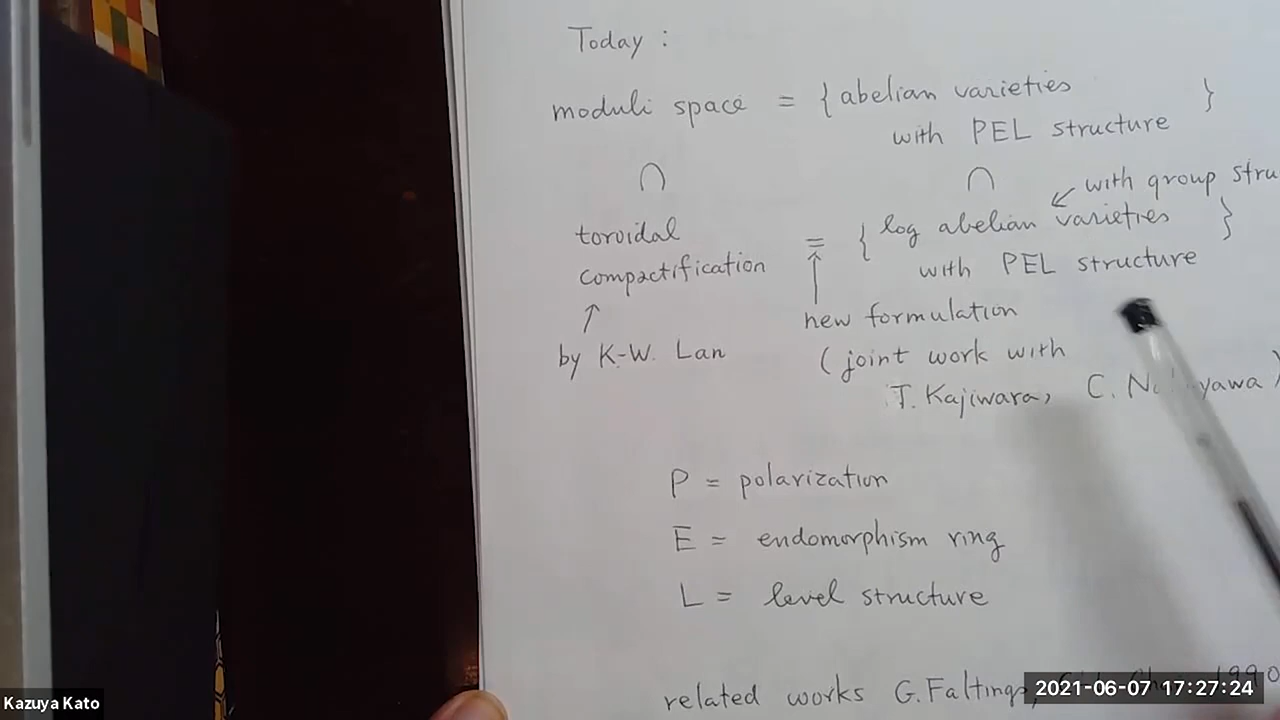 Today :
moduli space = { abelian varieties }
with PEL structure
∩ ∩
← with group stru
toroidal compactification = { log abelian varieties with PEL structure }
↑ by K-W. Lan
↑ new formulation
( joint work with
T. Kajiwara, C. N yawa )
P = polarization
E = endomorphism ring
L = level structure
related works G. Faltings, 1990
2021-06-07 17:27:24
Kazuya Kato